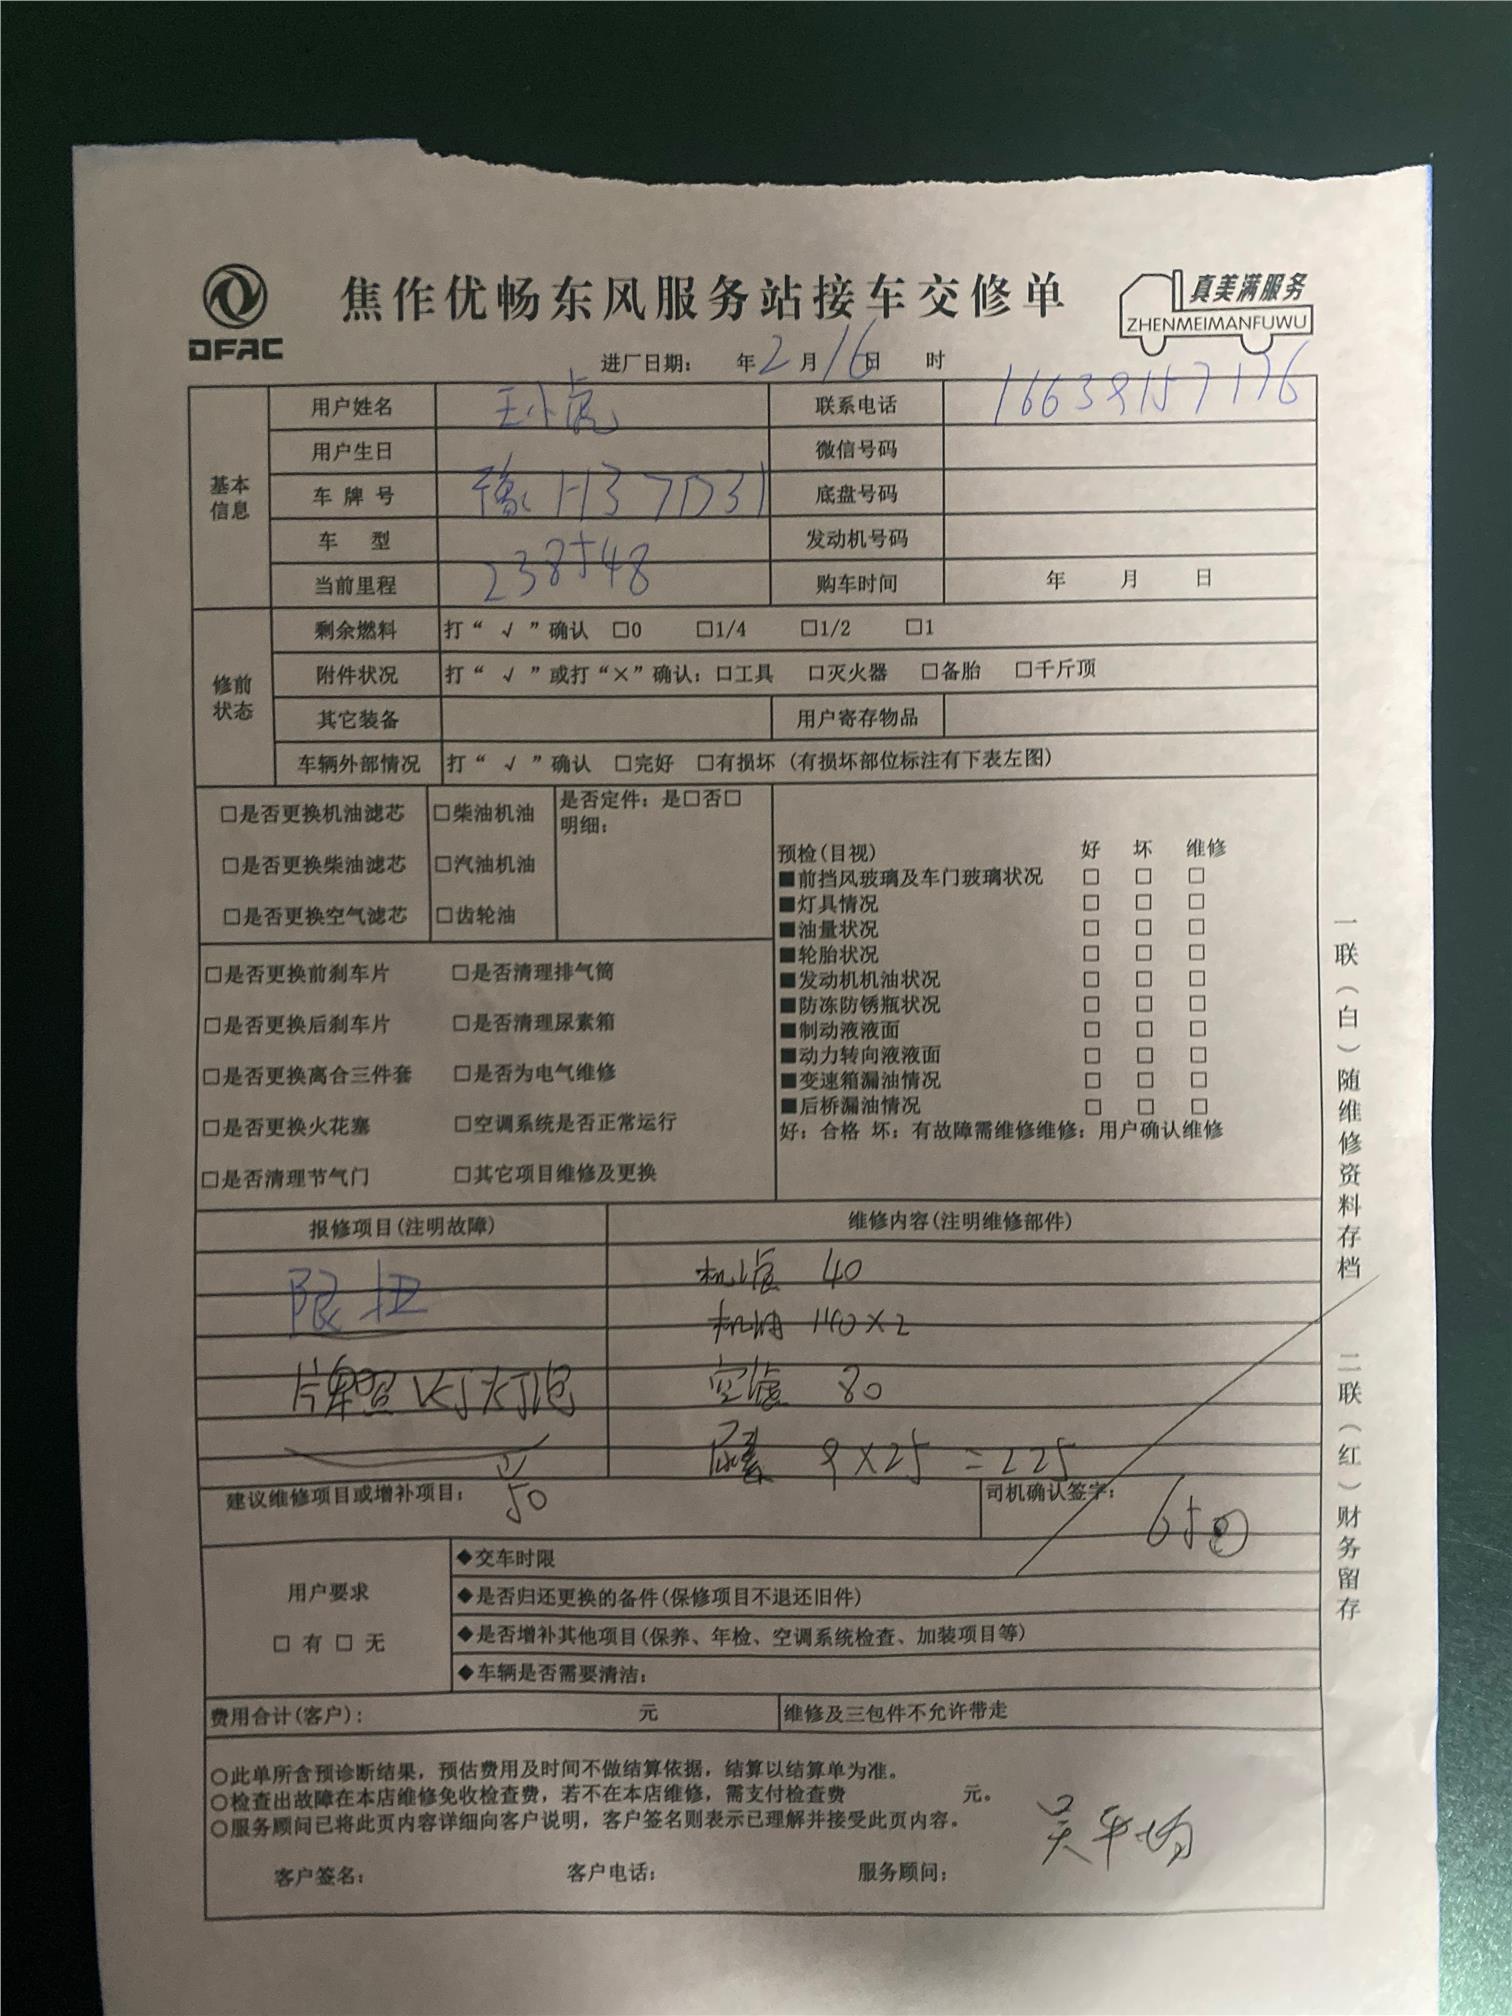 DFAC
焦作优畅东风服务站接车交修单
真美满服务
ZHENMEIMANFUWU
进厂日期: 年 2 月 16 日 时
基本信息
用户姓名 王小虎 联系电话 16639157176
用户生日 微信号码
车牌号 豫H37D31 底盘号码
车型 发动机号码
当前里程 238548 购车时间 年 月 日
修前状态
剩余燃料 打“√”确认 □0 □1/4 □1/2 □1
附件状况 打“√”或打“×”确认: □工具 □灭火器 □备胎 □千斤顶
其它装备 用户寄存物品
车辆外部情况 打“√”确认 □完好 □有损坏 (有损坏部位标注有下表左图)
□是否更换机油滤芯 □柴油机油 是否定件: 是□否□
明细:
□是否更换柴油滤芯 □汽油机油
□是否更换空气滤芯 □齿轮油
□是否更换前刹车片 □是否清理排气筒
□是否更换后刹车片 □是否清理尿素箱
□是否更换离合三件套 □是否为电气维修
□是否更换火花塞 □空调系统是否正常运行
□是否清理节气门 □其它项目维修及更换
预检(目视) 好 坏 维修
■前挡风玻璃及车门玻璃状况 □ □ □
■灯具情况 □ □ □
■油量状况 □ □ □
■轮胎状况 □ □ □
■发动机机油状况 □ □ □
■防冻防锈瓶状况 □ □ □
■制动液液面 □ □ □
■动力转向液液面 □ □ □
■变速箱漏油情况 □ □ □
■后桥漏油情况 □ □ □
好: 合格 坏: 有故障需维修维修: 用户确认维修
报修项目(注明故障) 维修内容(注明维修部件)
限扭 机滤 40
机油 140×2
牌照灯灯泡 空滤 80
尿素 9×25 =225
建议维修项目或增补项目: 50 司机确认签字: 650
用户要求
□ 有 □ 无
◆交车时限
◆是否归还更换的备件(保修项目不退还旧件)
◆是否增补其他项目(保养、年检、空调系统检查、加装项目等)
◆车辆是否需要清洁:
费用合计(客户): 元 维修及三包件不允许带走
○此单所含预诊断结果, 预估费用及时间不做结算依据, 结算以结算单为准。
○检查出故障在本店维修免收检查费, 若不在本店维修, 需支付检查费 元。
○服务顾问已将此页内容详细向客户说明, 客户签名则表示已理解并接受此页内容。
客户签名: 客户电话: 服务顾问:
一联(白)随维修资料存档 二联(红)财务留存